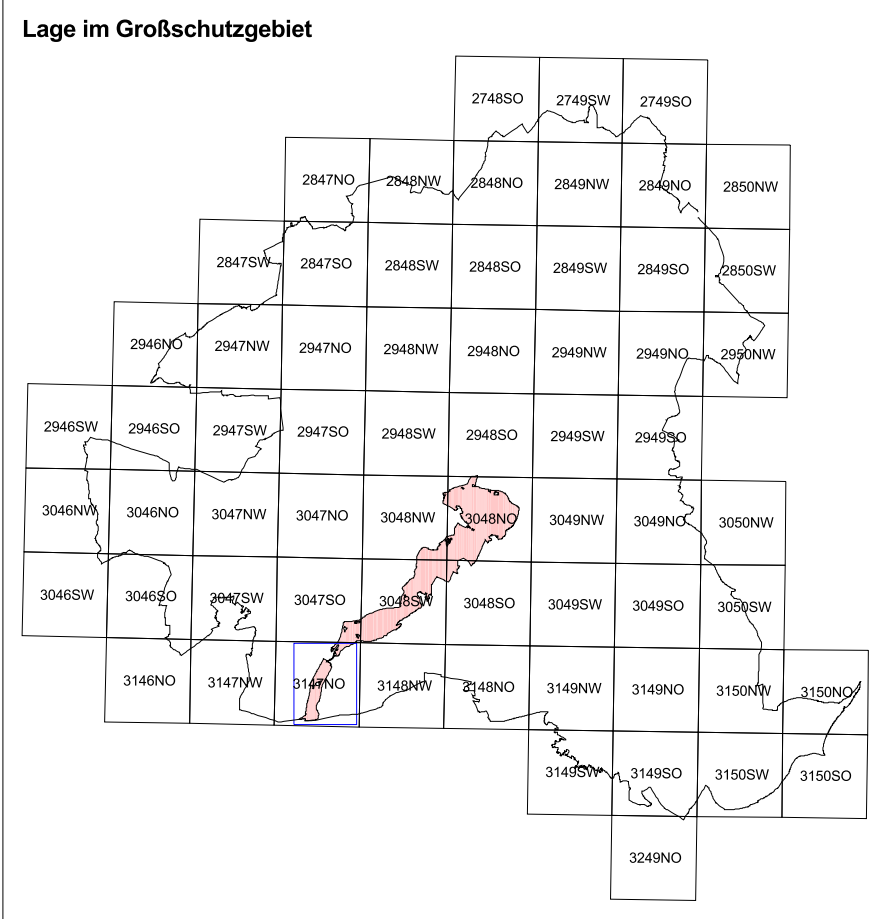 Lage im Großschutzgebiet
2748SO 2749SW 2749SO
2847NO 2848NW 2848NO 2849NW 2849NO 2850NW
2847SW 2847SO 2848SW 2848SO 2849SW 2849SO 2850SW
2946NO 2947NW 2947NO 2948NW 2948NO 2949NW 2949NO 2950NW
2946SW 2946SO 2947SW 2947SO 2948SW 2948SO 2949SW 2949SO
3046NW 3046NO 3047NW 3047NO 3048NW 3048NO 3049NW 3049NO 3050NW
3046SW 3046SO 3047SW 3047SO 3048SW 3048SO 3049SW 3049SO 3050SW
3146NO 3147NW 3147NO 3148NW 3148NO 3149NW 3149NO 3150NW 3150NO
3149SW 3149SO 3150SW 3150SO
3249NO